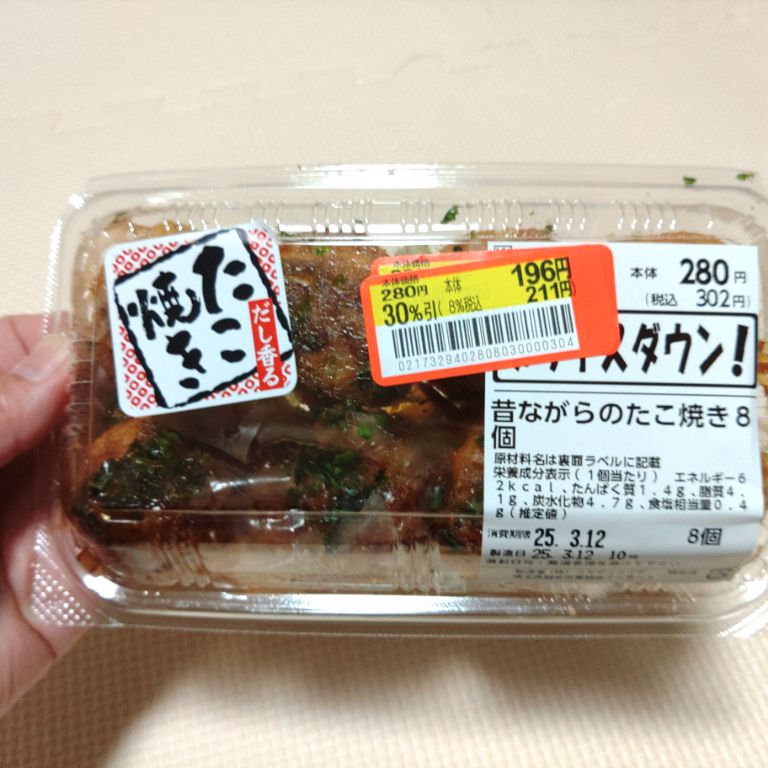 たこ
焼き
だし香る
本体価格
本体価格
280円
本体
196円
30%引
8%税込
211円
0217329402808030000304
本体 280円
(税込 302円)
スダウン!
昔ながらのたこ焼き8
個
原材料名は裏面ラベルに記載
栄養成分表示(1個当たり) エネルギー6
2kcal、たんぱく質1.4g、脂質4.
1g、炭水化物4.7g、食塩相当量0.4
g(推定値)
消費期限 25. 3.12 8個
製造日 25. 3.12